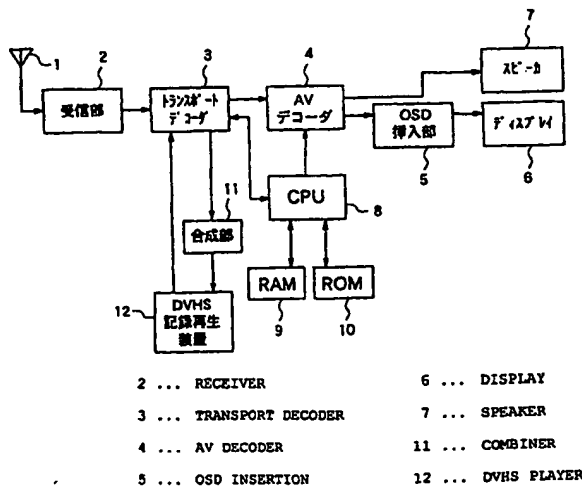 7
1
2
3
4
スピーカ
受信部
トランスポート
デコーダ
AV
デコーダ
OSD
挿入部
ディスプレイ
5
6
11
CPU
8
合成部
RAM
ROM
12
DVHS
記録再生
装置
9
10
2 ... RECEIVER
6 ... DISPLAY
3 ... TRANSPORT DECODER
7 ... SPEAKER
4 ... AV DECODER
11 ... COMBINER
5 ... OSD INSERTION
12 ... DVHS PLAYER